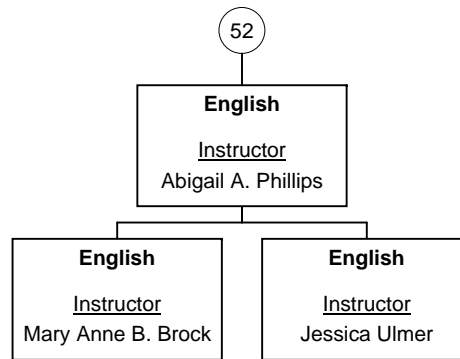 52
English
Instructor
Abigail A. Phillips
English
Instructor
Mary Anne B. Brock
English
Instructor
Jessica Ulmer